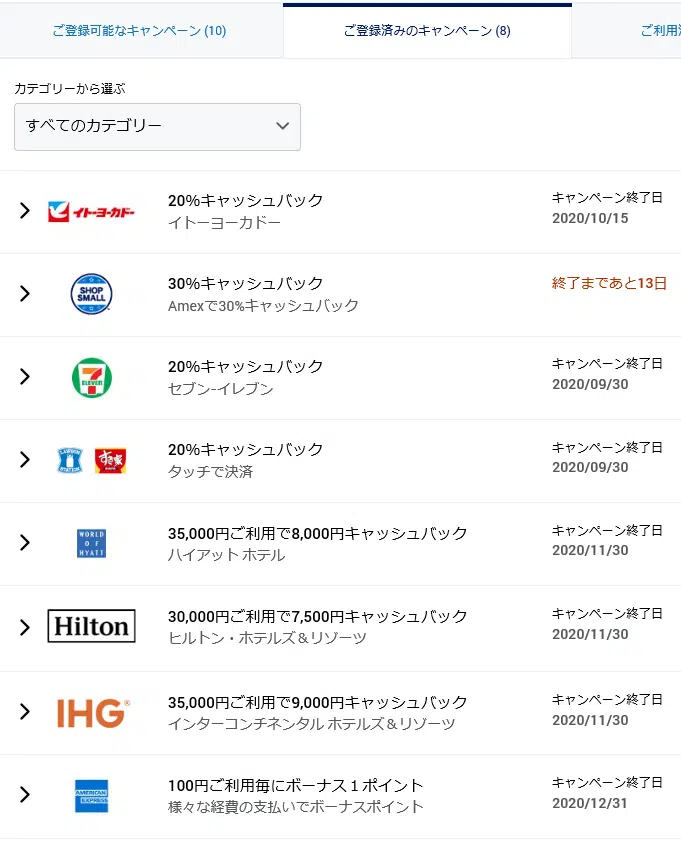 ご登録可能なキャンペーン (10)
ご登録済みのキャンペーン (8)
ご利用
カテゴリーから選ぶ
すべてのカテゴリー
イトーヨーカドー
20%キャッシュバック
イトーヨーカドー
キャンペーン終了日
2020/10/15
SHOP
SMALL
30%キャッシュバック
Amexで30%キャッシュバック
終了まであと13日
7
ELEVEn
20%キャッシュバック
セブン-イレブン
キャンペーン終了日
2020/09/30
LAWSON
STATION
すき家
20%キャッシュバック
タッチで決済
キャンペーン終了日
2020/09/30
WORLD
OF
HYATT
35,000円ご利用で8,000円キャッシュバック
ハイアット ホテル
キャンペーン終了日
2020/11/30
Hilton
30,000円ご利用で7,500円キャッシュバック
ヒルトン・ホテルズ＆リゾーツ
キャンペーン終了日
2020/11/30
IHG®
35,000円ご利用で9,000円キャッシュバック
インターコンチネンタル ホテルズ＆リゾーツ
キャンペーン終了日
2020/11/30
AMERICAN
EXPRESS
100円ご利用毎にボーナス１ポイント
様々な経費の支払いでボーナスポイント
キャンペーン終了日
2020/12/31